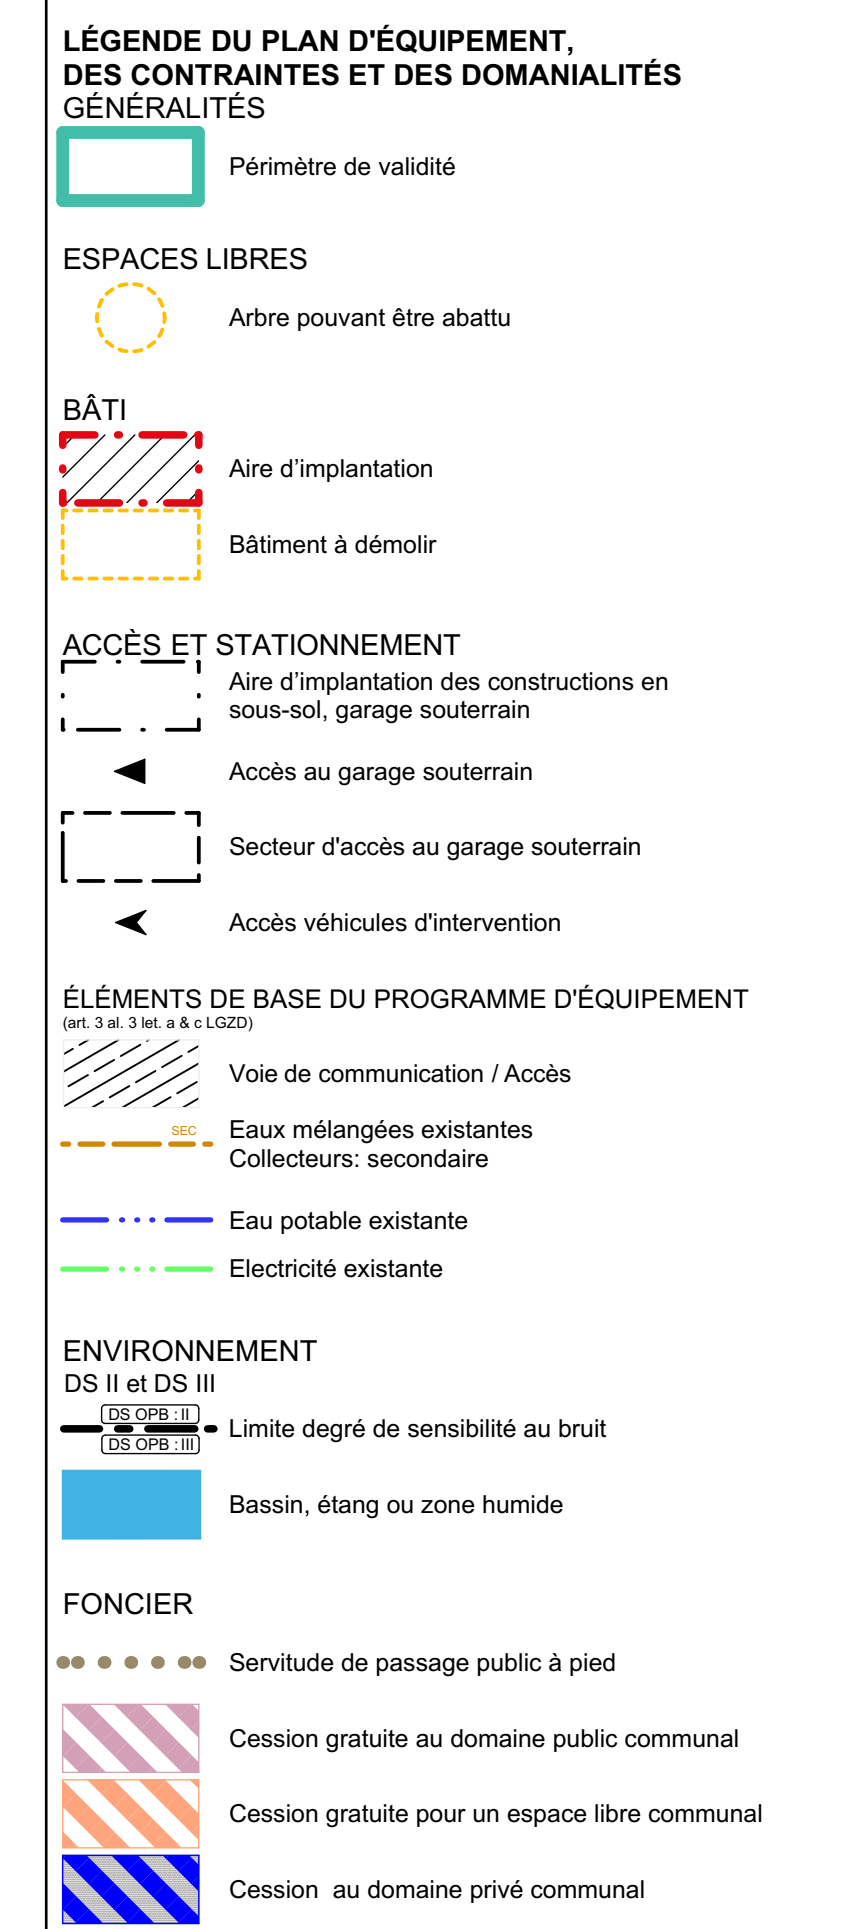 LÉGENDE DU PLAN D'ÉQUIPEMENT,
DES CONTRAINTES ET DES DOMANIALITÉS
GÉNÉRALITÉS
Périmètre de validité
ESPACES LIBRES
Arbre pouvant être abattu
BÂTI
Aire d’implantation
Bâtiment à démolir
ACCÈS ET STATIONNEMENT
Aire d’implantation des constructions en
sous-sol, garage souterrain
Accès au garage souterrain
Secteur d'accès au garage souterrain
Accès véhicules d'intervention
ÉLÉMENTS DE BASE DU PROGRAMME D'ÉQUIPEMENT
(art. 3 al. 3 let. a & c LGZD)
Voie de communication / Accès
SEC
Eaux mélangées existantes
Collecteurs: secondaire
Eau potable existante
Electricité existante
ENVIRONNEMENT
DS II et DS III
DS OPB : II
Limite degré de sensibilité au bruit
DS OPB : III
Bassin, étang ou zone humide
FONCIER
Servitude de passage public à pied
Cession gratuite au domaine public communal
Cession gratuite pour un espace libre communal
Cession  au domaine privé communal